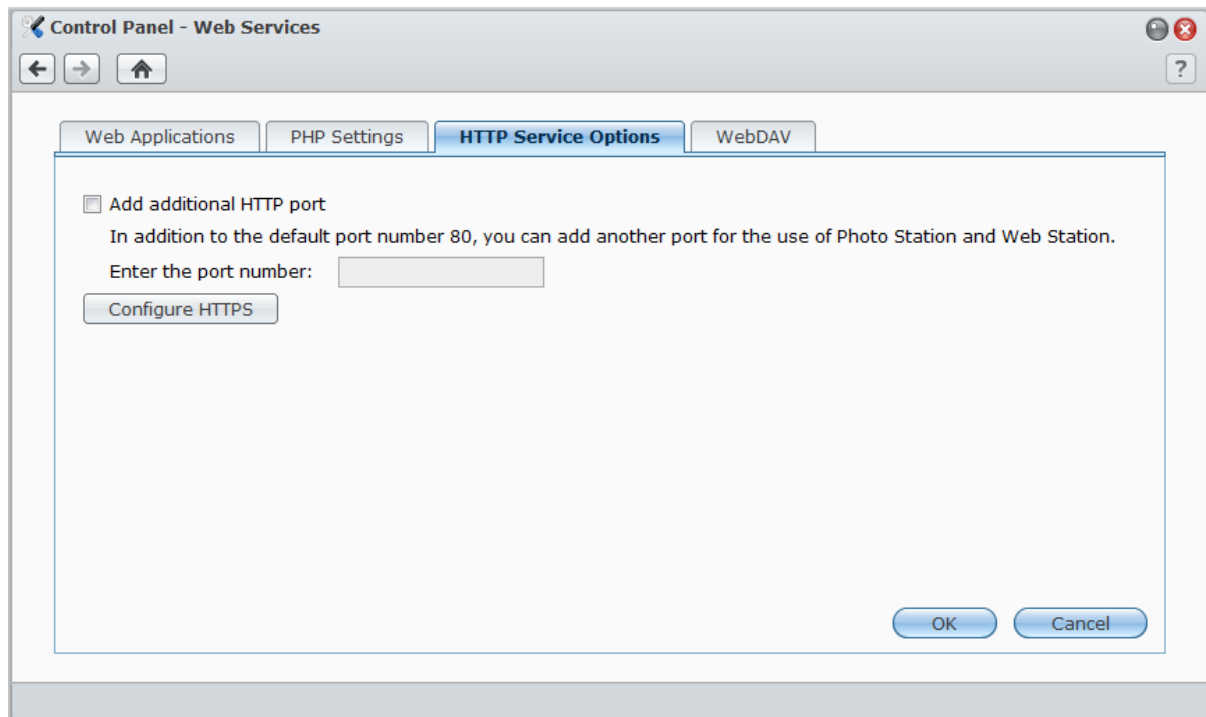 Control Panel - Web Services
?
Web Applications PHP Settings HTTP Service Options WebDAV
Add additional HTTP port
In addition to the default port number 80, you can add another port for the use of Photo Station and Web Station.
Enter the port number:
Configure HTTPS
OK Cancel